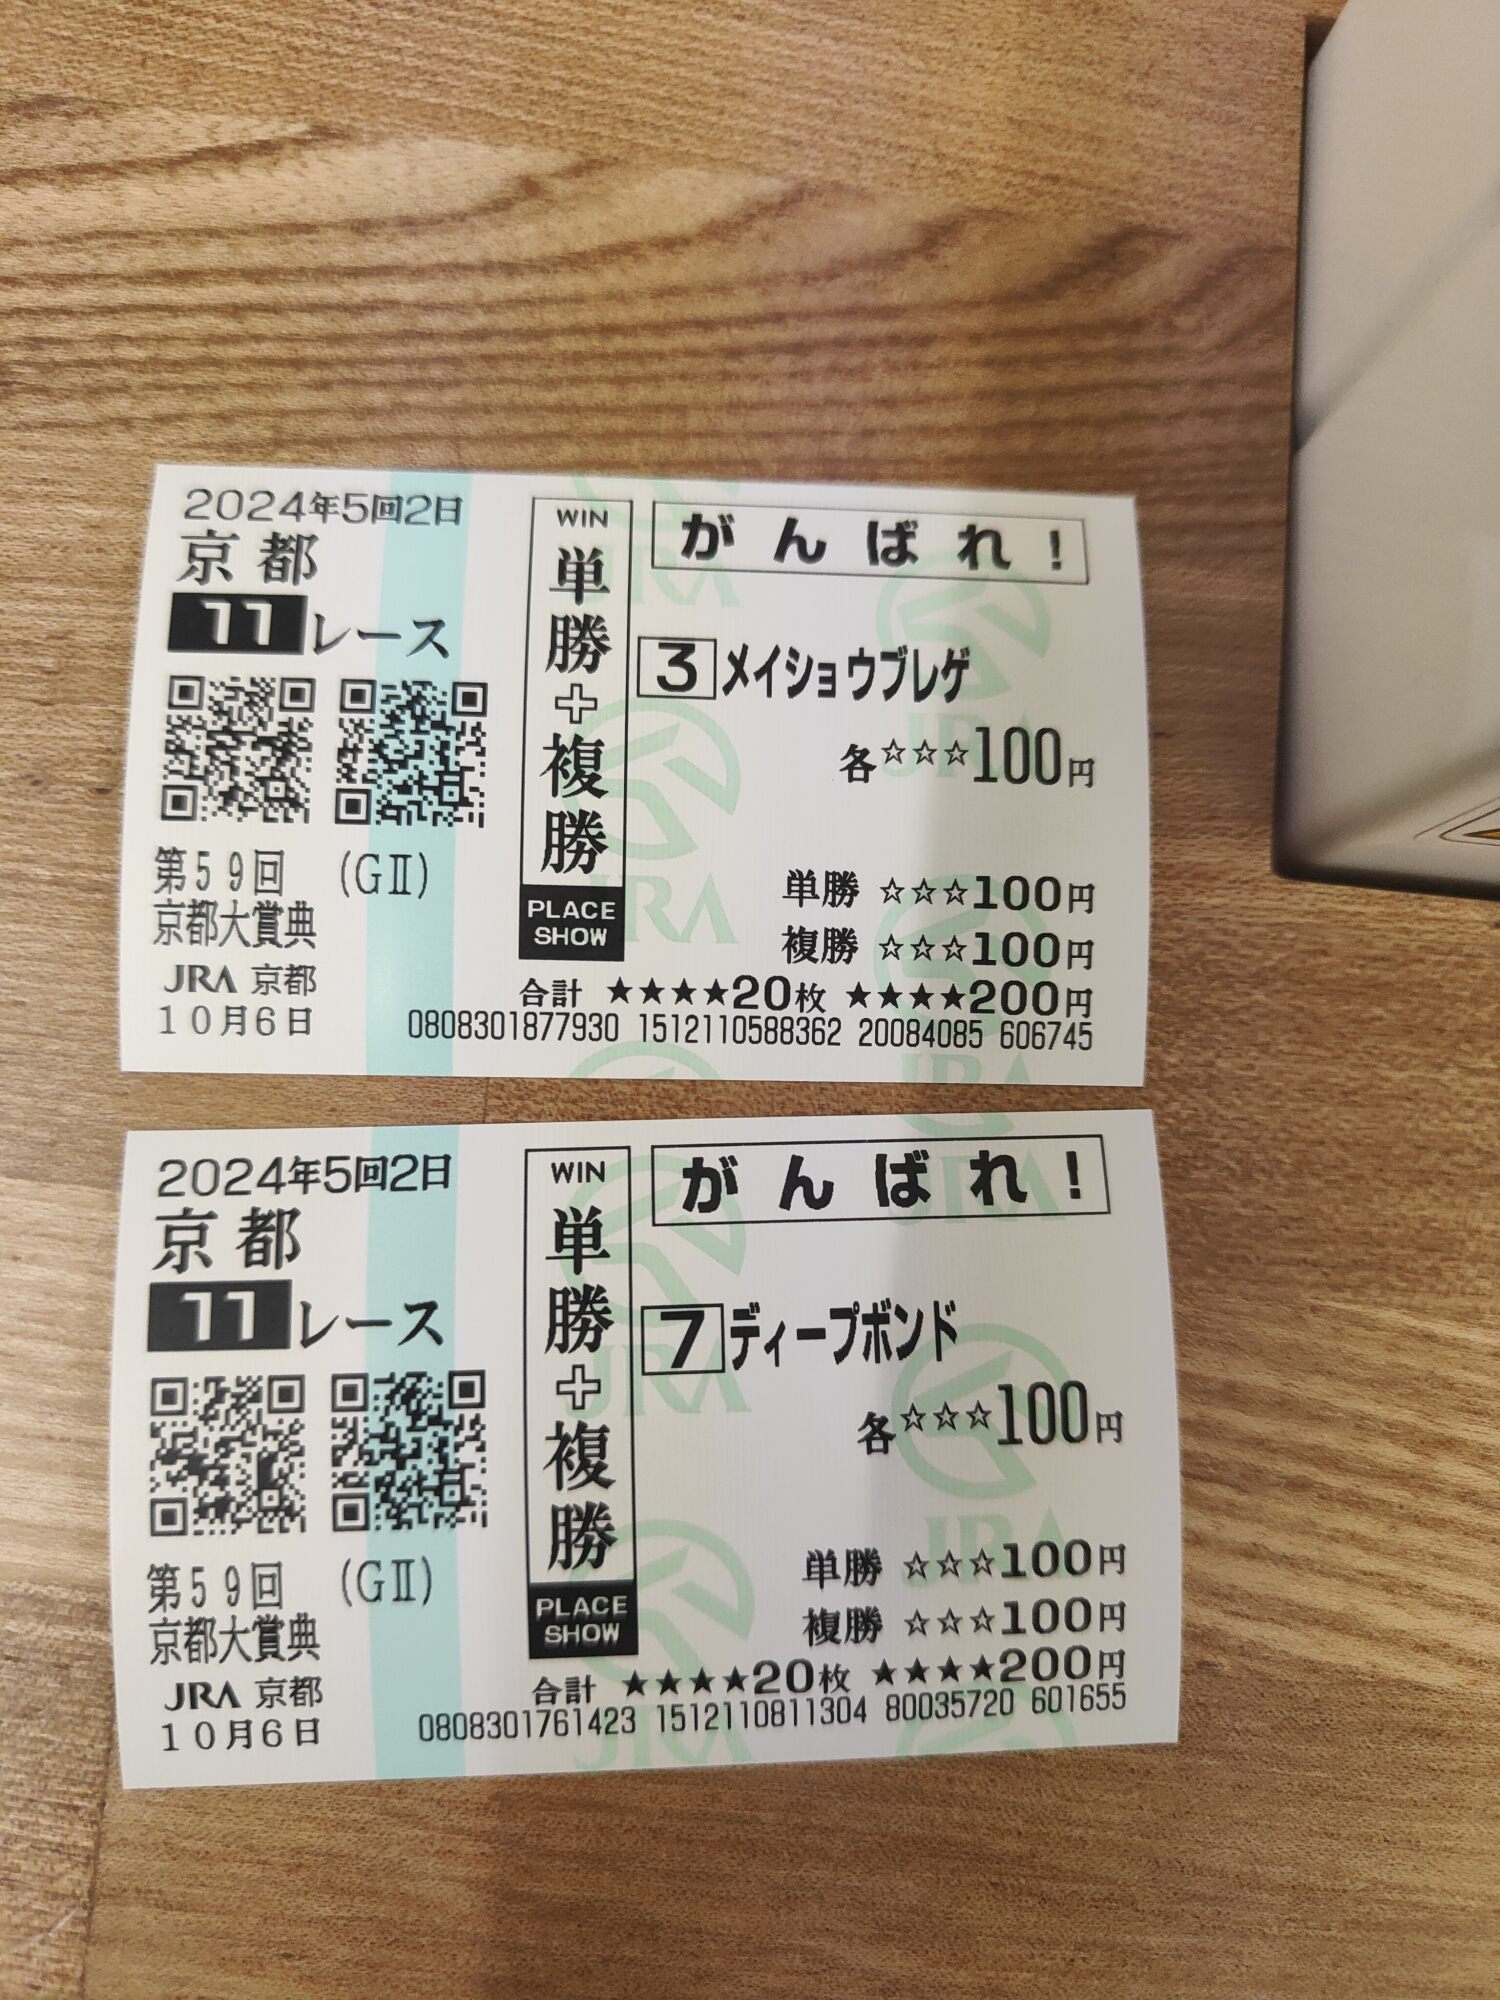 2024年5回2日
京都
11レース
第59回 (GⅡ)
京都大賞典
JRA 京都
10月6日
WIN
単勝+複勝
PLACE
SHOW
がんばれ！
3 メイショウブレゲ
各☆☆☆100円
単勝 ☆☆☆100円
複勝 ☆☆☆100円
合計 ★★★★20枚 ★★★★200円
0808301877930 1512110588362 20084085 606745
2024年5回2日
京都
11レース
第59回 (GⅡ)
京都大賞典
JRA 京都
10月6日
WIN
単勝+複勝
PLACE
SHOW
がんばれ！
7 ディープボンド
各☆☆☆100円
単勝 ☆☆☆100円
複勝 ☆☆☆100円
合計 ★★★★20枚 ★★★★200円
0808301761423 1512110811304 80035720 601655